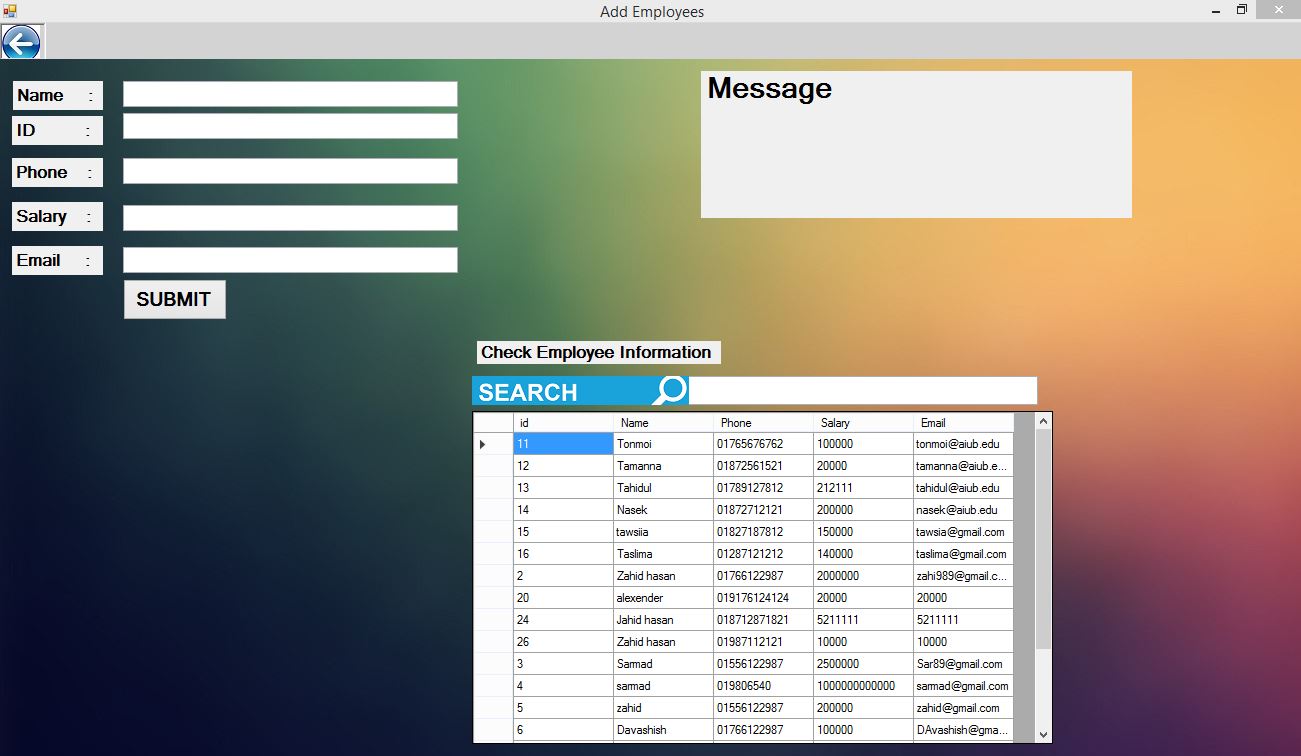 Add Employees
Name :
ID :
Phone :
Salary :
Email :
SUBMIT
Message
Check Employee Information
SEARCH
id Name Phone Salary Email
11 Tonmoi 01765676762 100000 tonmoi@aiub.edu
12 Tamanna 01872561521 20000 tamanna@aiub.e...
13 Tahidul 01789127812 212111 tahidul@aiub.edu
14 Nasek 01872712121 200000 nasek@aiub.edu
15 tawsiia 01827187812 150000 tawsia@gmail.com
16 Taslima 01287121212 140000 taslima@gmail.com
2 Zahid hasan 01766122987 2000000 zahi989@gmail.c...
20 alexender 019176124124 20000 20000
24 Jahid hasan 018712871821 5211111 5211111
26 Zahid hasan 01987112121 10000 10000
3 Sarmad 01556122987 2500000 Sar89@gmail.com
4 sarmad 019806540 1000000000000 sarmad@gmail.com
5 zahid 01556122987 200000 zahid@gmail.com
6 Davashish 01766122987 100000 DAvashish@gma...